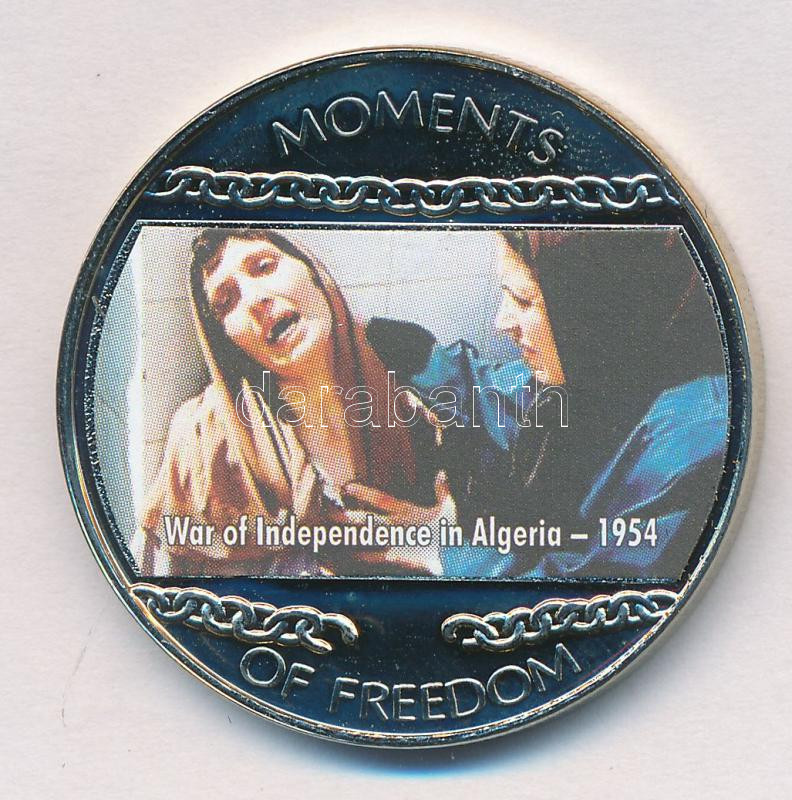 MOMENTS
darabanth
War of Independence in Algeria – 1954
OF FREEDOM